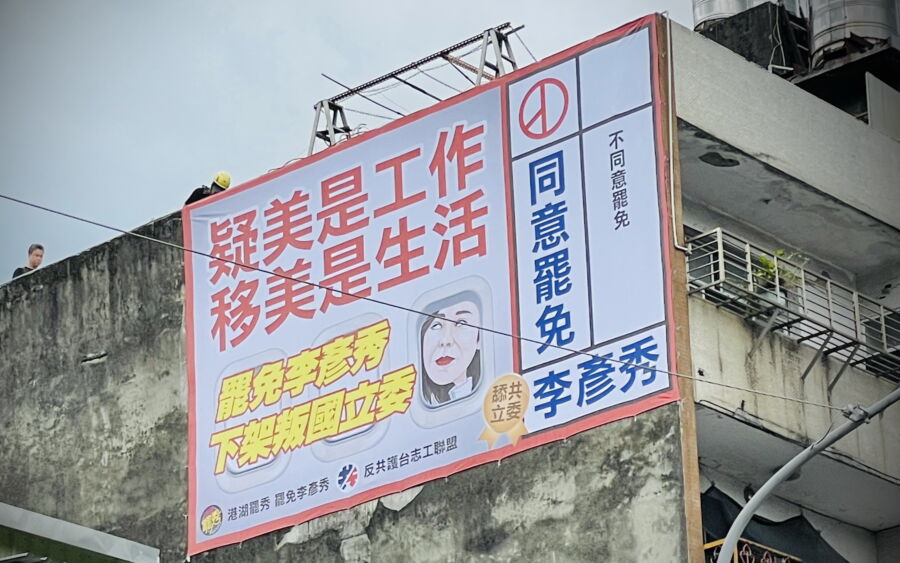 疑美是工作
移美是生活
罷免李彥秀
下架叛國立委
港湖罷秀 罷免李彥秀
反共護台志工聯盟
舔共
立委
同意罷免
不同意罷免
李彥秀